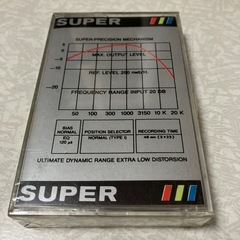 SUPER
SUPER-PRECISION MECHANISM
MAX. OUTPUT LEVEL
REF. LEVEL 250 nwb/m
FREQUENCY RANGE INPUT 20 DB
50 100 300 1000 3150 10 K 20 K
BIAS NORMAL
EQ 120 µs
POSITION SELECTOR
NORMAL (TYPE I)
RECORDING TIME
ULTIMATE DYNAMIC RANGE EXTRA LOW DISTORSION
SUPER